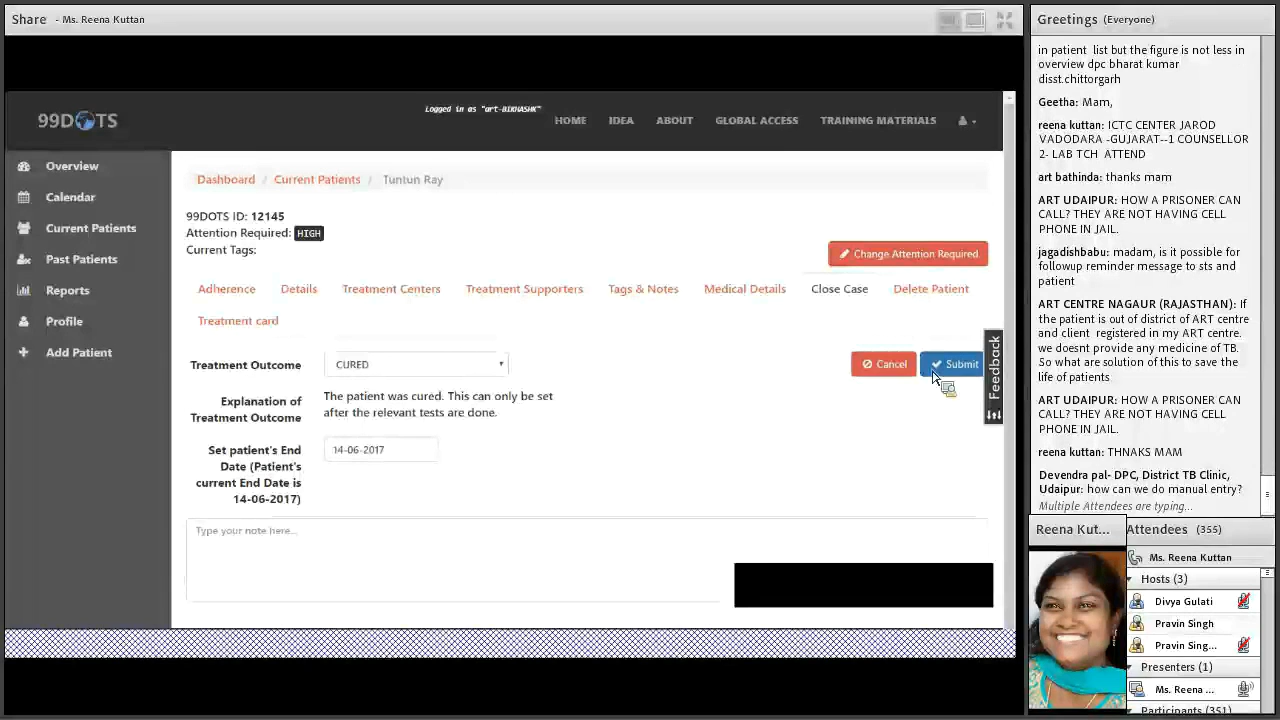 Share - Ms. Reena Kuttan
Logged in as "art-BIKHASHK"
99DOTS
HOME IDEA ABOUT GLOBAL ACCESS TRAINING MATERIALS
Overview
Calendar
Current Patients
Past Patients
Reports
Profile
Add Patient
Dashboard / Current Patients / Tuntun Ray
99DOTS ID: 12145
Attention Required: HIGH
Current Tags:
Change Attention Required.
Adherence Details Treatment Centers Treatment Supporters Tags & Notes Medical Details Close Case Delete Patient
Treatment card
Treatment Outcome CURED
Cancel Submit
Explanation of
Treatment Outcome
The patient was cured. This can only be set
after the relevant tests are done.
Set patient's End
Date (Patient's
current End Date is
14-06-2017)
14-06-2017
Type your note here...
Feedback
Greetings (Everyone)
in patient list but the figure is not less in
overview dpc bharat kumar
disst.chittorgarh
Geetha: Mam,
reena kuttan: ICTC CENTER JAROD
VADODARA -GUJARAT--1 COUNSELLOR
2- LAB TCH ATTEND
art bathinda: thanks mam
ART UDAIPUR: HOW A PRISONER CAN
CALL? THEY ARE NOT HAVING CELL
PHONE IN JAIL.
jagadishbabu: madam, is it possible for
followup reminder message to sts and
patient
ART CENTRE NAGAUR (RAJASTHAN): If
the patient is out of district of ART centre
and client registered in my ART centre.
we doesnt provide any medicine of TB.
So what are solution of this to save the
life of patients
ART UDAIPUR: HOW A PRISONER CAN
CALL? THEY ARE NOT HAVING CELL
PHONE IN JAIL.
reena kuttan: THNAKS MAM
Devendra pal- DPC, District TB Clinic,
Udaipur: how can we do manual entry?
Multiple Attendees are typing...
Reena Kut...
Attendees (355)
Ms. Reena Kuttan
Hosts (3)
Divya Gulati
Pravin Singh
Pravin Sing...
Presenters (1)
Ms. Reena ...
Participants (351)